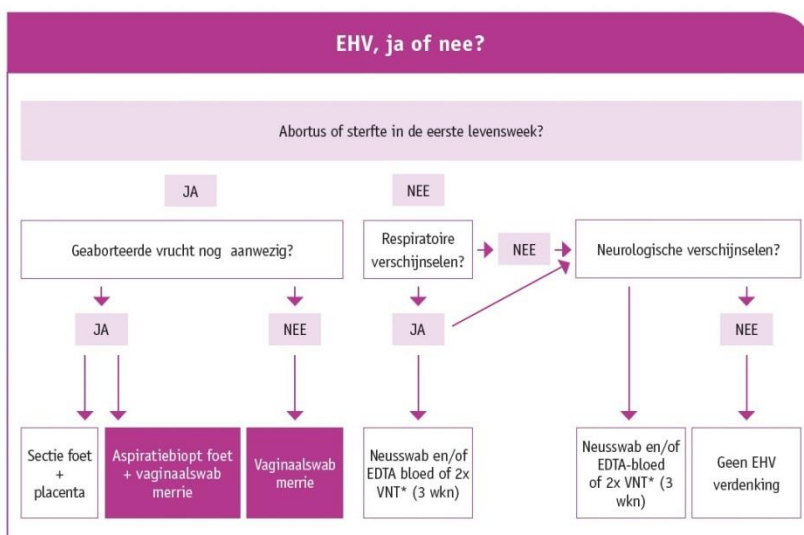 EHV, ja of nee?
Abortus of sterfte in de eerste levensweek?
JA
NEE
Geaborteerde vrucht nog aanwezig?
Respiratoire
verschijnselen?
NEE
Neurologische verschijnselen?
JA
NEE
JA
NEE
Sectie foet
+
placenta
Aspiratiebiopt foet
+ vaginaalswab
merrie
Vaginaalswab
merrie
Neusswab en/of
EDTA bloed of 2x
VNT* (3 wkn)
Neusswab en/of
EDTA-bloed
of 2x VNT* (3
wkn)
Geen EHV
verdenking